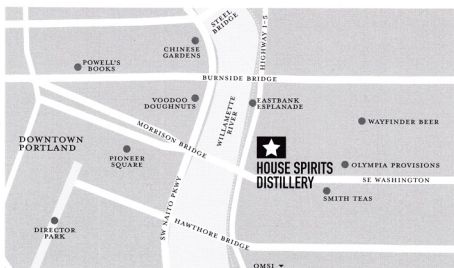 STEEL
BRIDGE
CHINESE
GARDENS
HIGHWAY I-5
POWELL'S
BOOKS
BURNSIDE BRIDGE
VOODOO
DOUGHNUTS
EASTBANK
ESPLANADE
WILLAMETTE
RIVER
WAYFINDER BEER
MORRISON BRIDGE
DOWNTOWN
PORTLAND
PIONEER
SQUARE
HOUSE SPIRITS
DISTILLERY
OLYMPIA PROVISIONS
SE WASHINGTON
SMITH TEAS
SW NAITO PKWY
DIRECTOR
PARK
HAWTHORE BRIDGE
OMSI